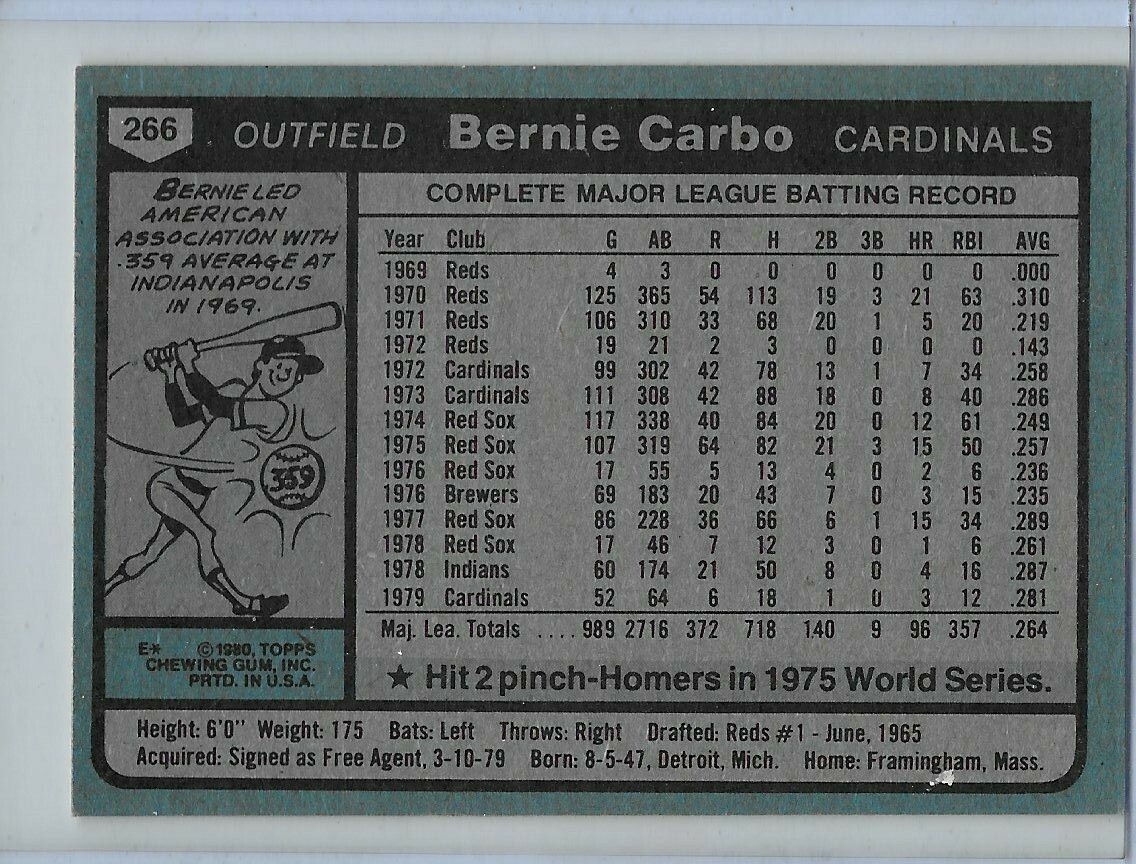 266 OUTFIELD Bernie Carbo CARDINALS
BERNIE LED
AMERICAN
ASSOCIATION WITH
.359 AVERAGE AT
INDIANAPOLIS
IN 1969.
.359
E* ©1980, TOPPS
CHEWING GUM, INC.
PRTD. IN U.S.A.
COMPLETE MAJOR LEAGUE BATTING RECORD
Year Club G AB R H 2B 3B HR RBI AVG
1969 Reds 4 3 0 0 0 0 0 0 .000
1970 Reds 125 365 54 113 19 3 21 63 .310
1971 Reds 106 310 33 68 20 1 5 20 .219
1972 Reds 19 21 2 3 0 0 0 0 .143
1972 Cardinals 99 302 42 78 13 1 7 34 .258
1973 Cardinals 111 308 42 88 18 0 8 40 .286
1974 Red Sox 117 338 40 84 20 0 12 61 .249
1975 Red Sox 107 319 64 82 21 3 15 50 .257
1976 Red Sox 17 55 5 13 4 0 2 6 .236
1976 Brewers 69 183 20 43 7 0 3 15 .235
1977 Red Sox 86 228 36 66 6 1 15 34 .289
1978 Red Sox 17 46 7 12 3 0 1 6 .261
1978 Indians 60 174 21 50 8 0 4 16 .287
1979 Cardinals 52 64 6 18 1 0 3 12 .281
Maj. Lea. Totals .... 989 2716 372 718 140 9 96 357 .264
★ Hit 2 pinch-Homers in 1975 World Series.
Height: 6'0" Weight: 175 Bats: Left Throws: Right Drafted: Reds #1 - June, 1965
Acquired: Signed as Free Agent, 3-10-79 Born: 8-5-47, Detroit, Mich. Home: Framingham, Mass.